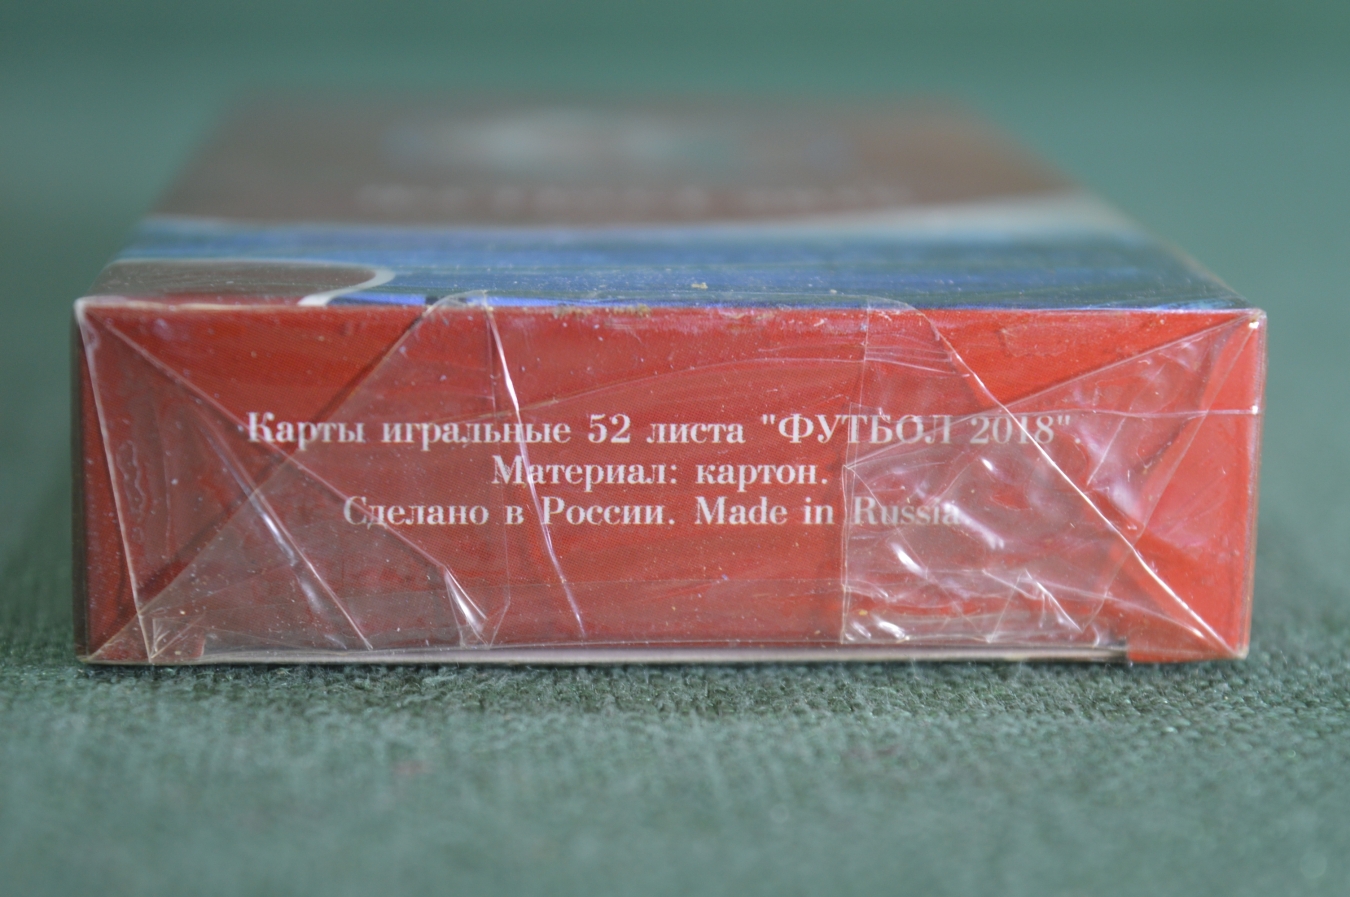 Карты игральные 52 листа "ФУТБОЛ 2018"
Материал: картон.
Сделано в России. Made in Russia